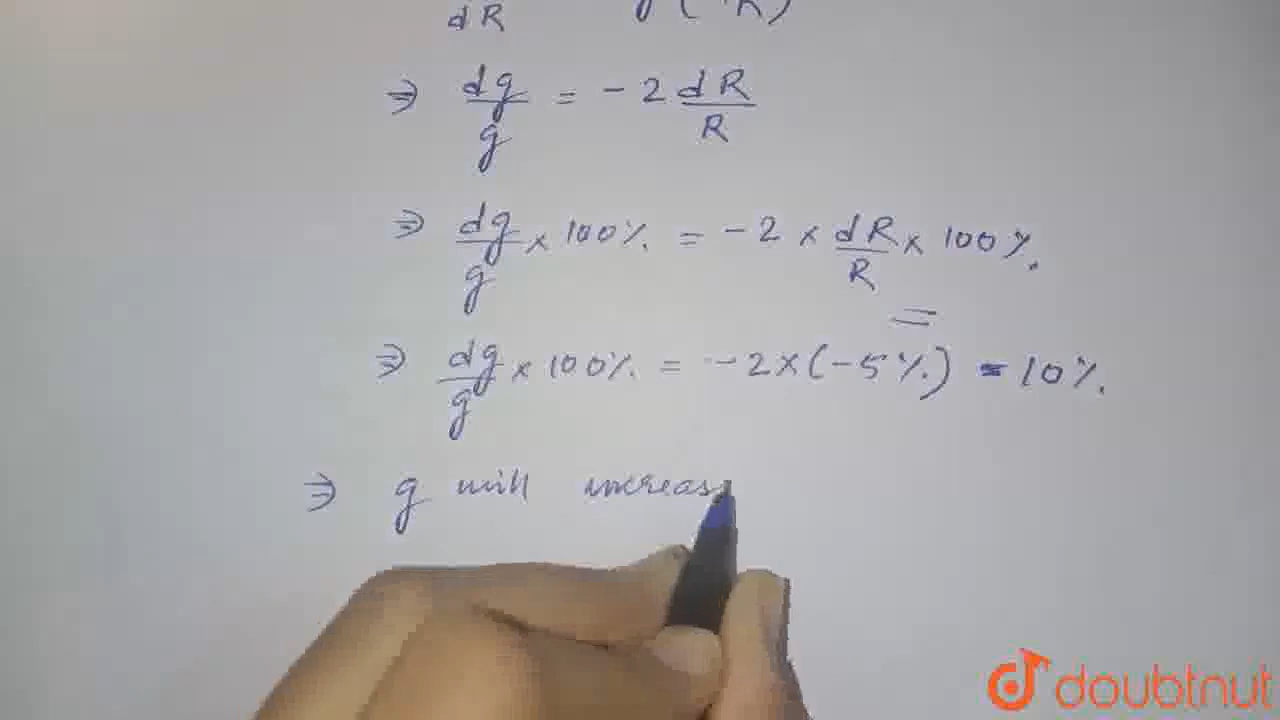 dR
⇒ dg/g = -2 dR/R
⇒ dg/g × 100% = -2 × dR/R × 100%.
⇒ dg/g × 100% = -2×(-5%) = 10%.
⇒ g will increas
doubtnut